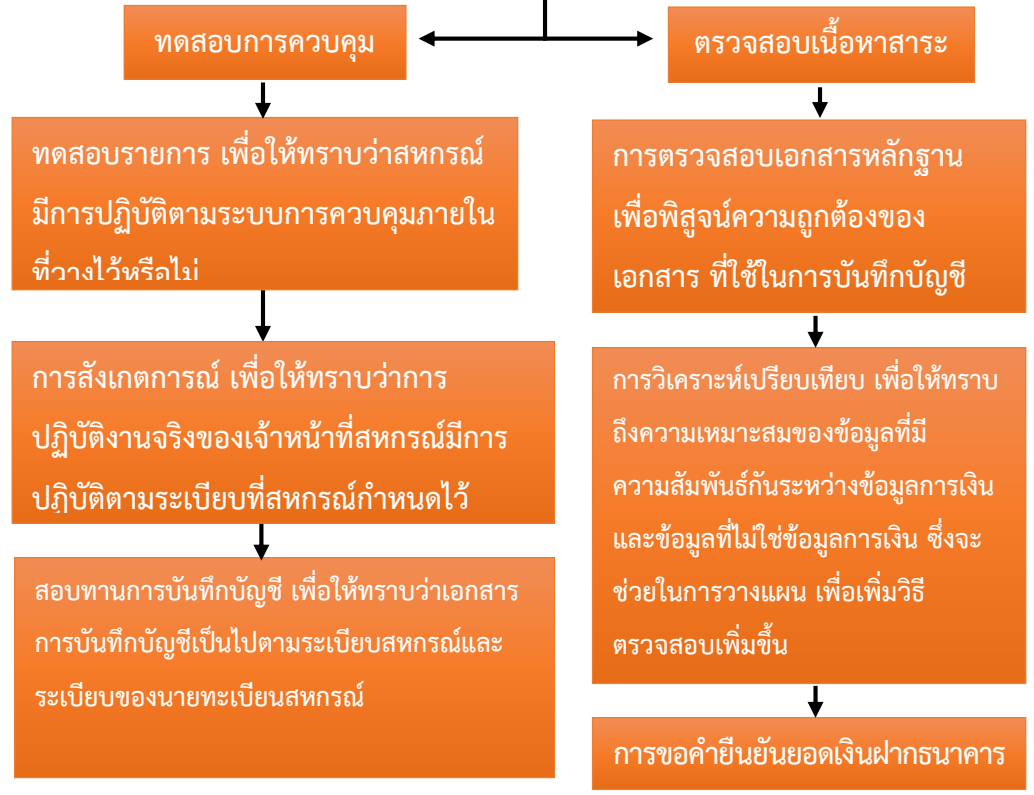 ทดสอบการควบคุม
ทดสอบรายการ เพื่อให้ทราบว่าสหกรณ์
มีการปฏิบัติตามระบบการควบคุมภายใน
ที่วางไว้หรือไม่
การสังเกตการณ์ เพื่อให้ทราบว่าการ
ปฏิบัติงานจริงของเจ้าหน้าที่สหกรณ์มีการ
ปฏิบัติตามระเบียบที่สหกรณ์กำหนดไว้
สอบทานการบันทึกบัญชี เพื่อให้ทราบว่าเอกสาร
การบันทึกบัญชีเป็นไปตามระเบียบสหกรณ์และ
ระเบียบของนายทะเบียนสหกรณ์
ตรวจสอบเนื้อหาสาระ
การตรวจสอบเอกสารหลักฐาน
เพื่อพิสูจน์ความถูกต้องของ
เอกสาร ที่ใช้ในการบันทึกบัญชี
การวิเคราะห์เปรียบเทียบ เพื่อให้ทราบ
ถึงความเหมาะสมของข้อมูลที่มี
ความสัมพันธ์กันระหว่างข้อมูลการเงิน
และข้อมูลที่ไม่ใช่ข้อมูลการเงิน ซึ่งจะ
ช่วยในการวางแผน เพื่อเพิ่มวิธี
ตรวจสอบเพิ่มขึ้น
การขอคำยืนยันยอดเงินฝากธนาคาร